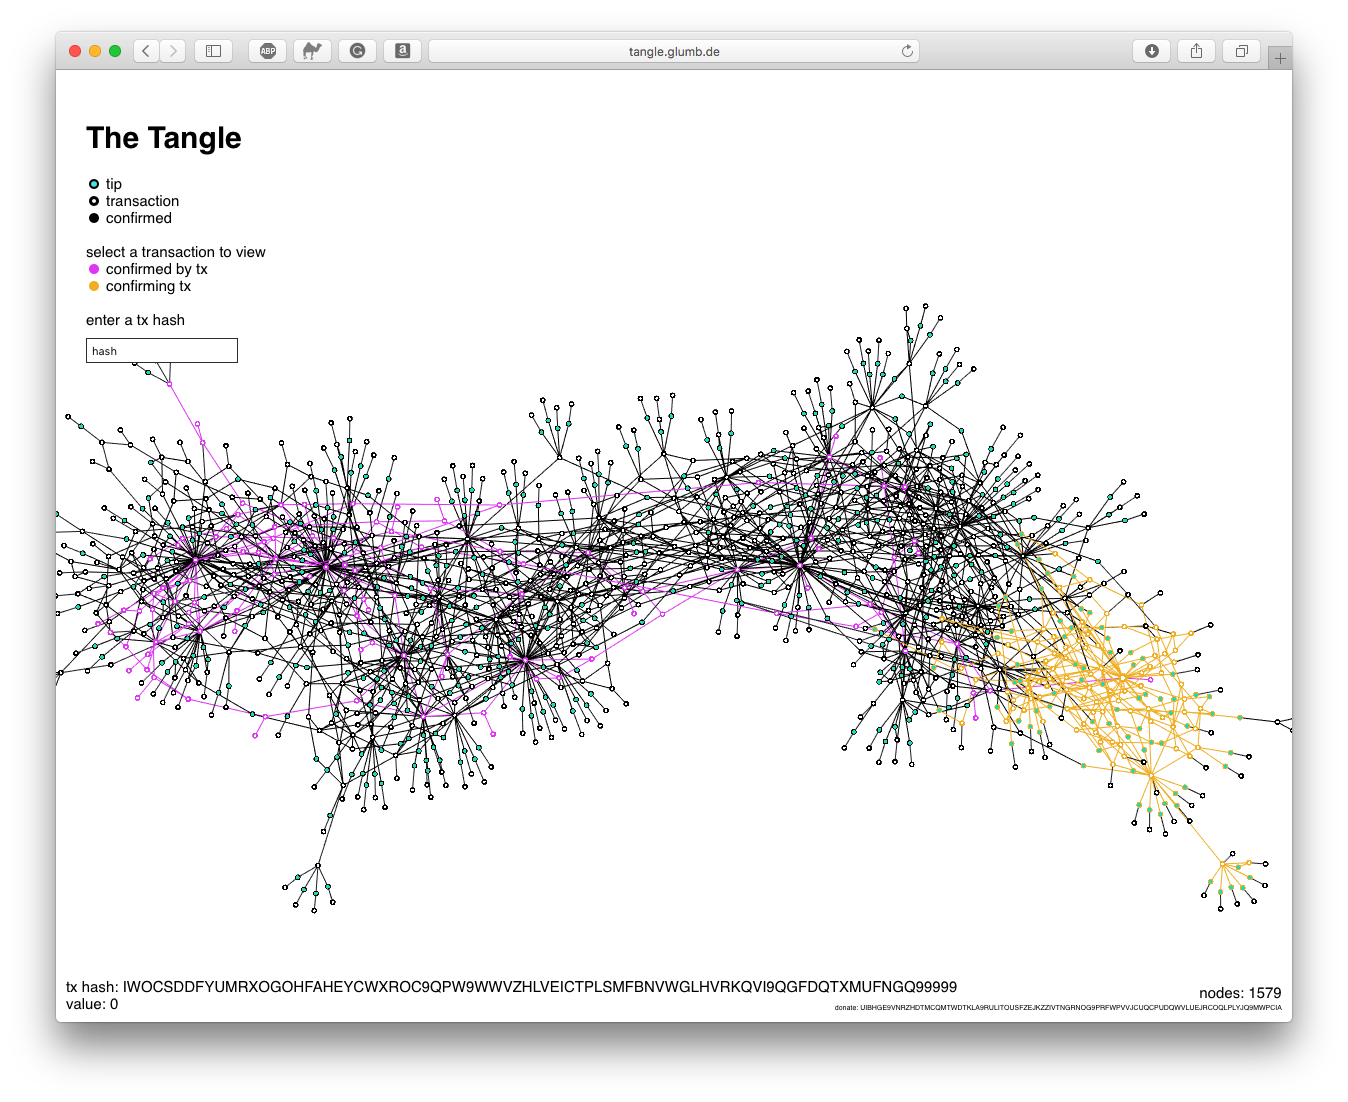 ABP
G
a
tangle.glumb.de
The Tangle
tip
transaction
confirmed
select a transaction to view
confirmed by tx
confirming tx
enter a tx hash
hash
tx hash: IWOCSDDFYUMRXOGOHFAHEYCWXROC9QPW9WWVZHLVEICTPLSMFBNVWGLHVRKQVI9QGFDQTXMUFNGQ99999
value: 0
nodes: 1579
donate: UIBHGE9VNRZHDTMCQMTWDTKLA9RULITOUSFZEJKZZIVTNGRNOG9PRFWPVVJCUQCPUDQWVLUEJRCOQLPLYJQ9MWPCIA